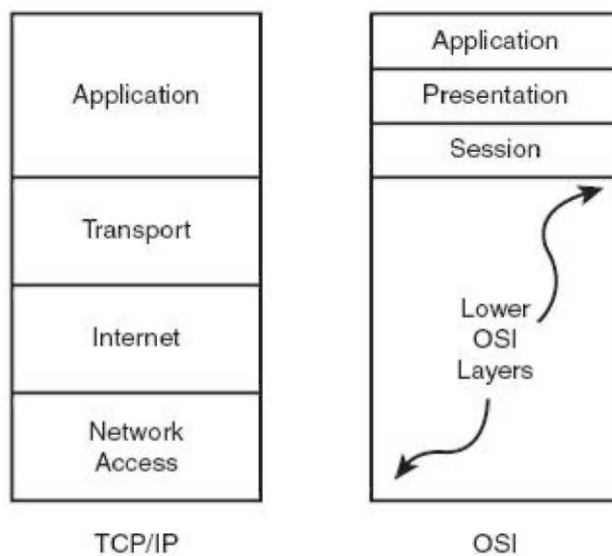 Application
Transport
Internet
Network
Access
TCP/IP
Application
Presentation
Session
Lower
OSI
Layers
OSI